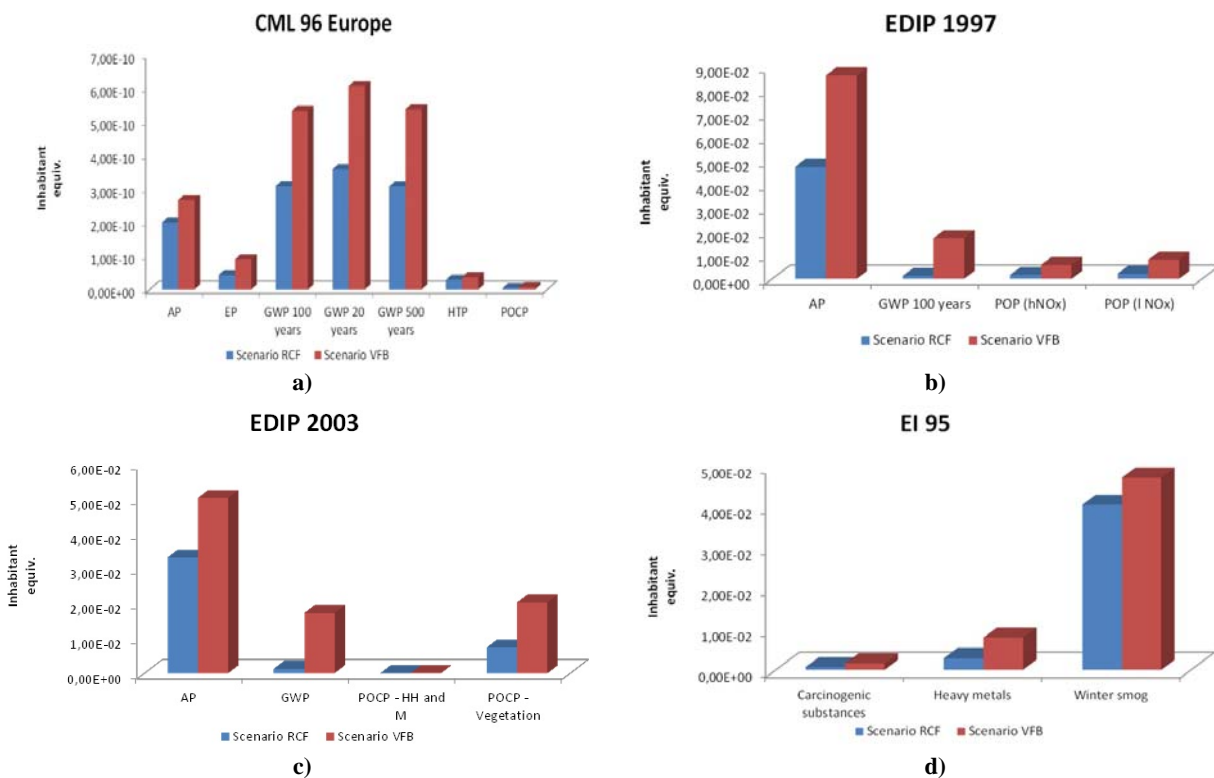 CML 96 Europe
7,00E-10
6,00E-10
5,00E-10
4,00E-10
3,00E-10
2,00E-10
1,00E-10
0,00E+00
Inhabitant
equiv.
AP EP GWP 100 GWP 20 GWP 500 HTP POCP
years years years
Scenario RCF Scenario VFB
a)
EDIP 1997
9,00E-02
8,00E-02
7,00E-02
6,00E-02
5,00E-02
4,00E-02
3,00E-02
2,00E-02
1,00E-02
0,00E+00
Inhabitant
equiv.
AP GWP 100 years POP (hNOx) POP (l NOx)
Scenario RCF Scenario VFB
b)
EDIP 2003
6,00E-02
5,00E-02
4,00E-02
3,00E-02
2,00E-02
1,00E-02
0,00E+00
Inhabitant
equiv.
AP GWP POCP - HH and POCP -
M Vegetation
Scenario RCF Scenario VFB
c)
EI 95
5,00E-02
4,00E-02
3,00E-02
2,00E-02
1,00E-02
0,00E+00
Inhabitant
equiv.
Carcinogenic Heavy metals Winter smog
substances
Scenario RCF Scenario VFB
d)